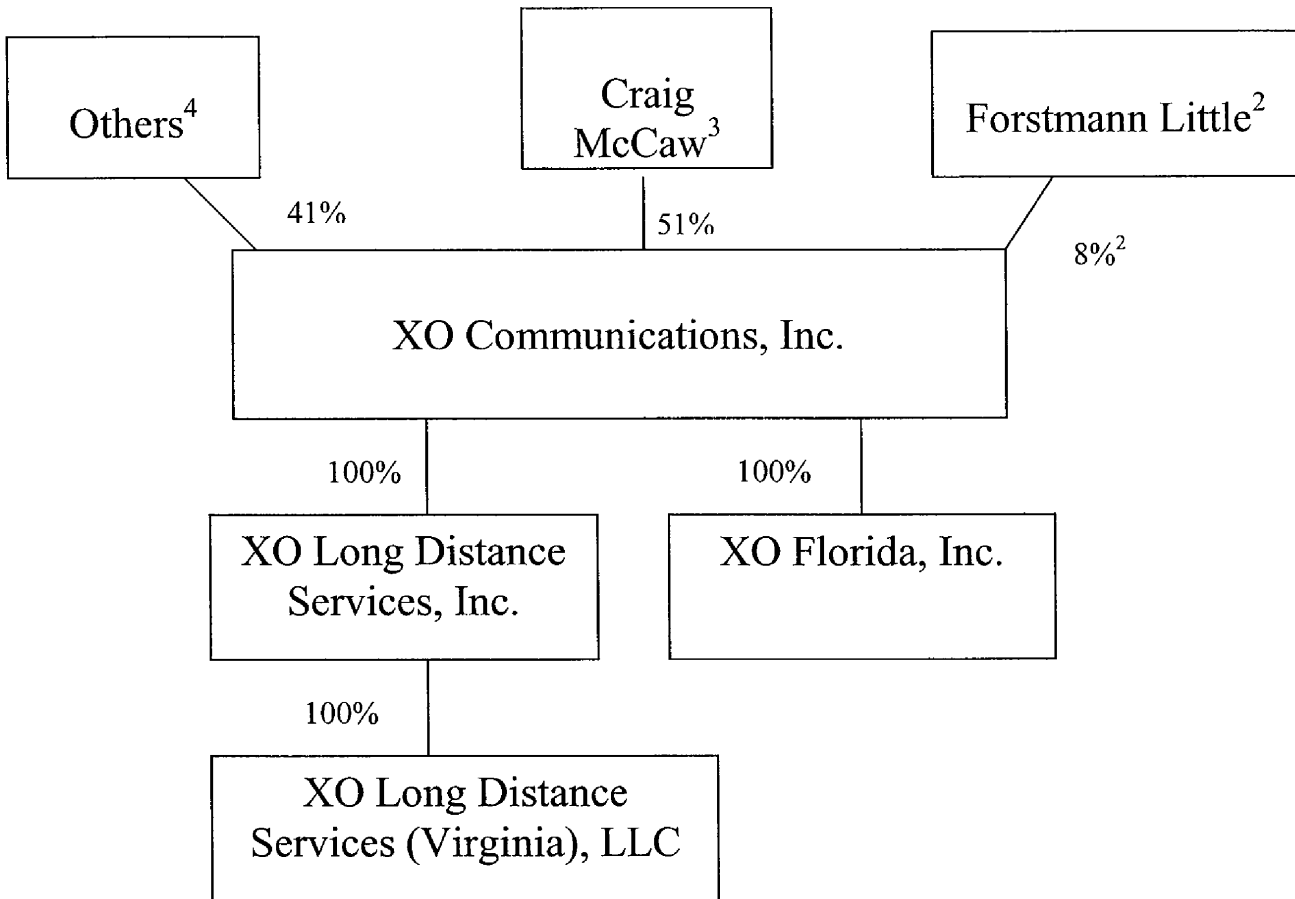 Others⁴
Craig
McCaw³
Forstmann Little²
41%
51%
8%²
XO Communications, Inc.
100%
100%
XO Long Distance
Services, Inc.
XO Florida, Inc.
100%
XO Long Distance
Services (Virginia), LLC